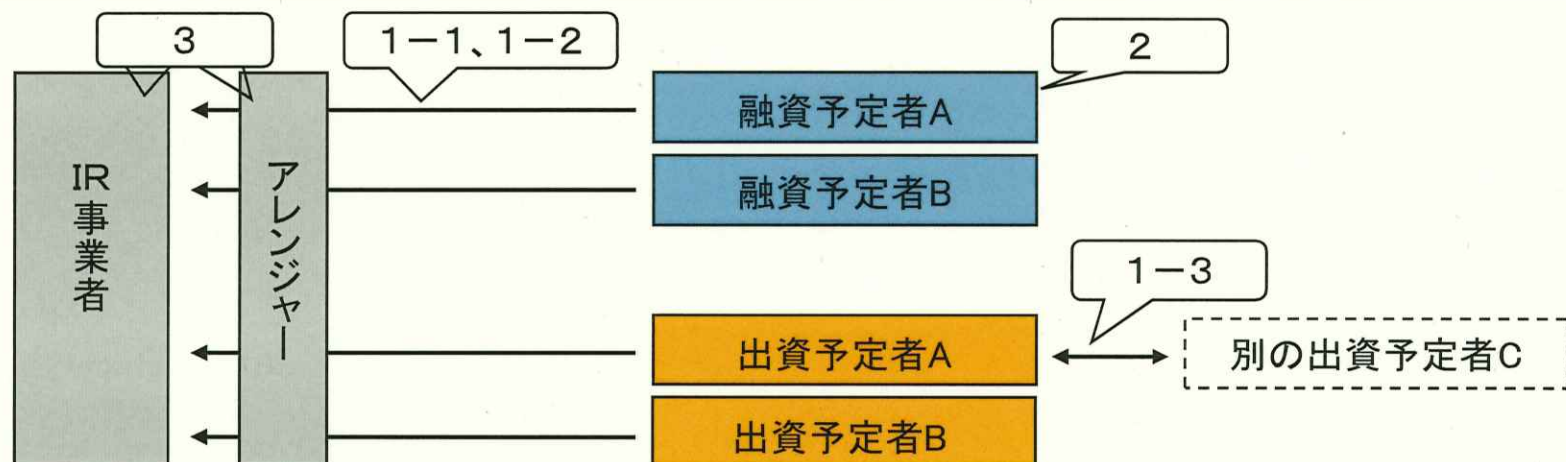 3
1-1、1-2
2
IR事業者
アレンジャー
融資予定者A
融資予定者B
1-3
出資予定者A
別の出資予定者C
出資予定者B